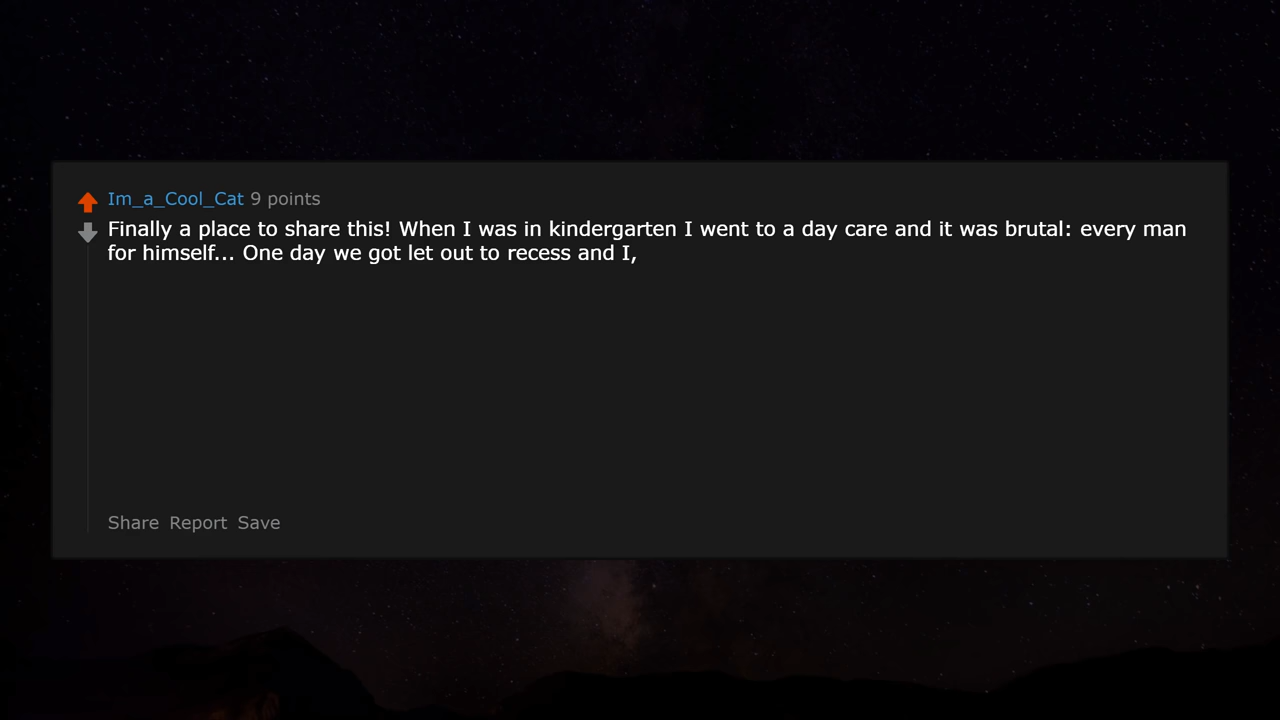 Im_a_Cool_Cat 9 points
Finally a place to share this! When I was in kindergarten I went to a day care and it was brutal: every man
for himself... One day we got let out to recess and I,
Share Report Save